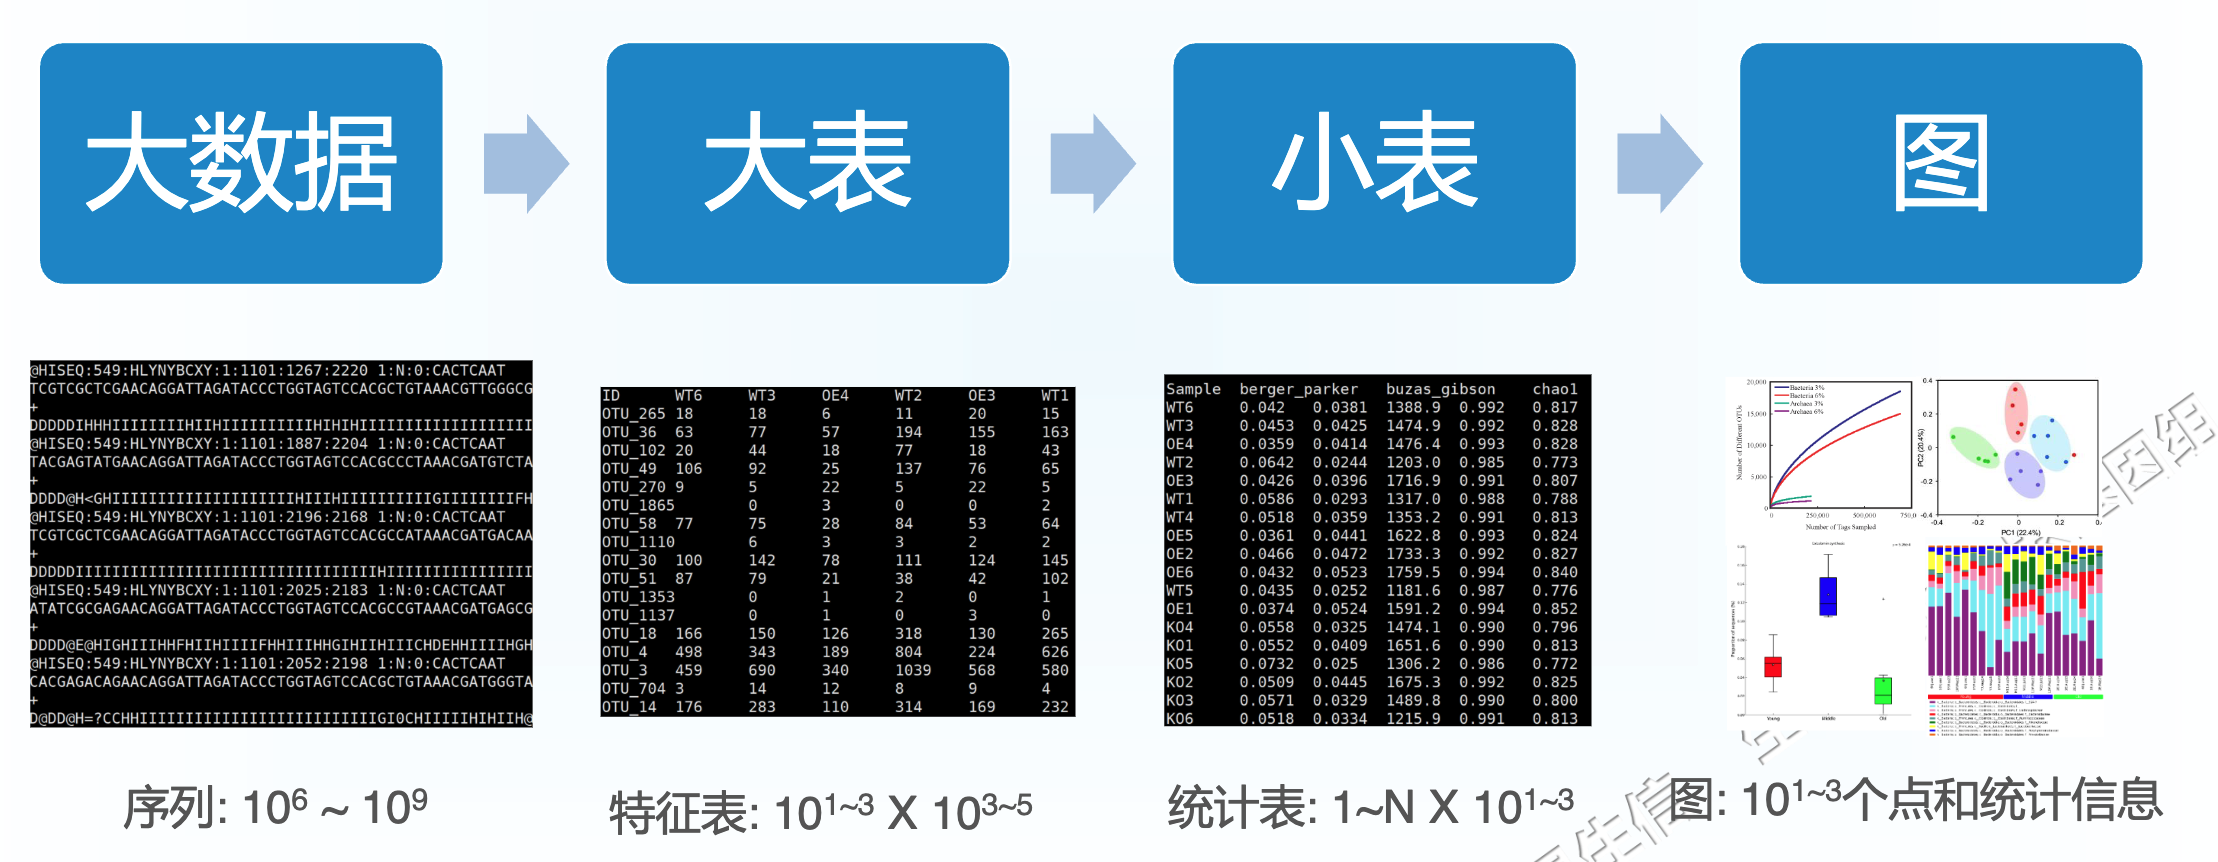 大数据
大表
小表
图
@HISEQ:549:HLYNYBCXY:1:1101:1267:2220 1:N:0:CACTCAAT
TCGTCGCTCGAACAGGATTAGATACCCTGGTAGTCCACGCTGTAAACGTTGGGCG
+
DDDDDIHHHIIIIIIIIHIIHIIIIIIIIIIHIHIHIIIIIIIIIIIIIIIIIII
@HISEQ:549:HLYNYBCXY:1:1101:1887:2204 1:N:0:CACTCAAT
TACGAGTATGAACAGGATTAGATACCCTGGTAGTCCACGCCCTAAACGATGTCTA
+
DDDD@H<GHIIIIIIIIIIIIIIIIIIIIHIIIHIIIIIIIIIIGIIIIIIIIFH
@HISEQ:549:HLYNYBCXY:1:1101:2196:2168 1:N:0:CACTCAAT
TCGTCGCTCGAACAGGATTAGATACCCTGGTAGTCCACGCCATAAACGATGACAA
+
DDDDDIIIIIIIIIIIIIIIIIIIIIIIIIIIIIIIIIHIIIIIIIIIIIIIIII
@HISEQ:549:HLYNYBCXY:1:1101:2025:2183 1:N:0:CACTCAAT
ATATCGCGAGAACAGGATTAGATACCCTGGTAGTCCACGCCGTAAACGATGAGCG
+
DDDD@E@HIGHIIIHHFHIIHIIIIFHHIIIHHGIHIIHIIICHDEHHIIIIHGH
@HISEQ:549:HLYNYBCXY:1:1101:2052:2198 1:N:0:CACTCAAT
CACGAGACAGAACAGGATTAGATACCCTGGTAGTCCACGCTGTAAACGATGGGTA
+
D@DD@H=?CCHHIIIIIIIIIIIIIIIIIIIIIIIIIGI0CHIIIIIHIHIIH@
ID WT6 WT3 OE4 WT2 OE3 WT1
OTU_265 18 18 6 11 20 15
OTU_36 63 77 57 194 155 163
OTU_102 20 44 18 77 18 43
OTU_49 106 92 25 137 76 65
OTU_270 9 5 22 5 22 5
OTU_1865 0 3 0 0 2
OTU_58 77 75 28 84 53 64
OTU_1110 6 3 3 2 2
OTU_30 100 142 78 111 124 145
OTU_51 87 79 21 38 42 102
OTU_1353 0 1 2 0 1
OTU_1137 0 1 0 3 0
OTU_18 166 150 126 318 130 265
OTU_4 498 343 189 804 224 626
OTU_3 459 690 340 1039 568 580
OTU_704 3 14 12 8 9 4
OTU_14 176 283 110 314 169 232
Sample berger_parker buzas_gibson chao1
WT6 0.042 0.0381 1388.9 0.992 0.817
WT3 0.0453 0.0425 1474.9 0.992 0.828
OE4 0.0359 0.0414 1476.4 0.993 0.828
WT2 0.0642 0.0244 1203.0 0.985 0.773
OE3 0.0426 0.0396 1716.9 0.991 0.807
WT1 0.0586 0.0293 1317.0 0.988 0.788
WT4 0.0518 0.0359 1353.2 0.991 0.813
OE5 0.0361 0.0441 1622.8 0.993 0.824
OE2 0.0466 0.0472 1733.3 0.992 0.827
OE6 0.0432 0.0523 1759.5 0.994 0.840
WT5 0.0435 0.0252 1181.6 0.987 0.776
OE1 0.0374 0.0524 1591.2 0.994 0.852
KO4 0.0558 0.0325 1474.1 0.990 0.796
KO1 0.0552 0.0409 1651.6 0.990 0.813
KO5 0.0732 0.025 1306.2 0.986 0.772
KO2 0.0509 0.0445 1675.3 0.992 0.825
KO3 0.0571 0.0329 1489.8 0.990 0.800
KO6 0.0518 0.0334 1215.9 0.991 0.813
Number of Different OTUs
20,000
15,000
10,000
5,000
0
Bacteria 3%
Bacteria 6%
Archaea 3%
Archaea 6%
0 250,000 500,000 750,0
Number of Tags Sampled
PC2 (20.4%)
0.4
0.2
0
-0.2
-0.4
-0.4 -0.2 0 0.2 0.4
PC1 (22.4%)
Young Middle Old
序列: 10⁶ ~ 10⁹
特征表: 10¹~³ X 10³~⁵
统计表: 1~N X 10¹~³
图: 10¹~³个点和统计信息